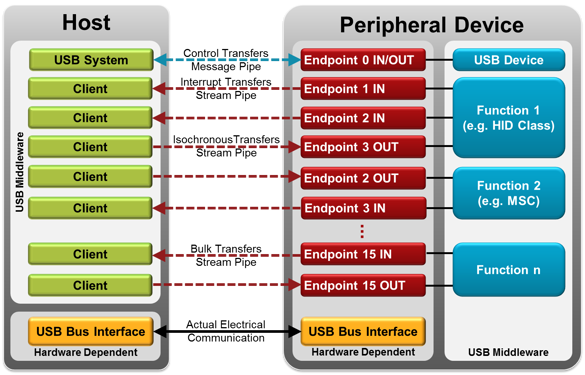 Host
Peripheral Device
USB System
Control Transfers
Message Pipe
Endpoint 0 IN/OUT
USB Device
Client
Interrupt Transfers
Stream Pipe
Endpoint 1 IN
Client
Endpoint 2 IN
Function 1
(e.g. HID Class)
Client
IsochronousTransfers
Stream Pipe
Endpoint 3 OUT
Client
Endpoint 2 OUT
Function 2
(e.g. MSC)
Client
Endpoint 3 IN
USB Middleware
Client
Bulk Transfers
Stream Pipe
Endpoint 15 IN
Function n
Client
Endpoint 15 OUT
USB Bus Interface
Actual Electrical
Communication
USB Bus Interface
Hardware Dependent
Hardware Dependent
USB Middleware